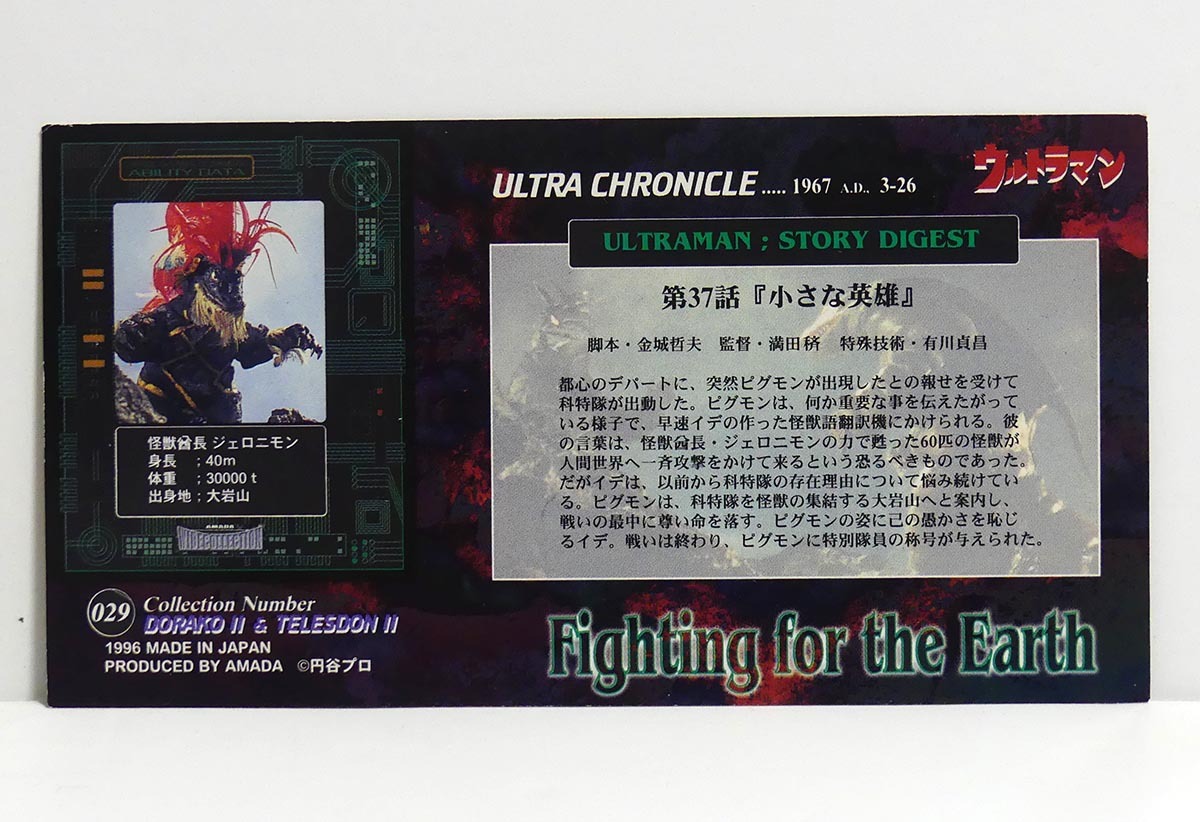 ABILITY DATA
怪獣酋長 ジェロニモン
身長 ;40m
体重 ;30000t
出身地;大岩山
AMADA
WIDECOLLECTION
029
Collection Number
DORAKO II & TELESDON II
1996 MADE IN JAPAN
PRODUCED BY AMADA ©円谷プロ
ULTRA CHRONICLE ..... 1967 A.D., 3-26
ウルトラマン
ULTRAMAN ; STORY DIGEST
第37話『小さな英雄』
脚本・金城哲夫 監督・満田穧 特殊技術・有川貞昌
都心のデパートに、突然ピグモンが出現したとの報せを受けて
科特隊が出動した。ピグモンは、何か重要な事を伝えたがって
いる様子で、早速イデの作った怪獣語翻訳機にかけられる。彼
の言葉は、怪獣酋長・ジェロニモンの力で甦った60匹の怪獣が
人間世界へ一斉攻撃をかけて来るという恐るべきものであった。
だがイデは、以前から科特隊の存在理由について悩み続けてい
る。ピグモンは、科特隊を怪獣の集結する大岩山へと案内し、
戦いの最中に尊い命を落す。ピグモンの姿に己の愚かさを恥じ
るイデ。戦いは終わり、ピグモンに特別隊員の称号が与えられた。
Fighting for the Earth